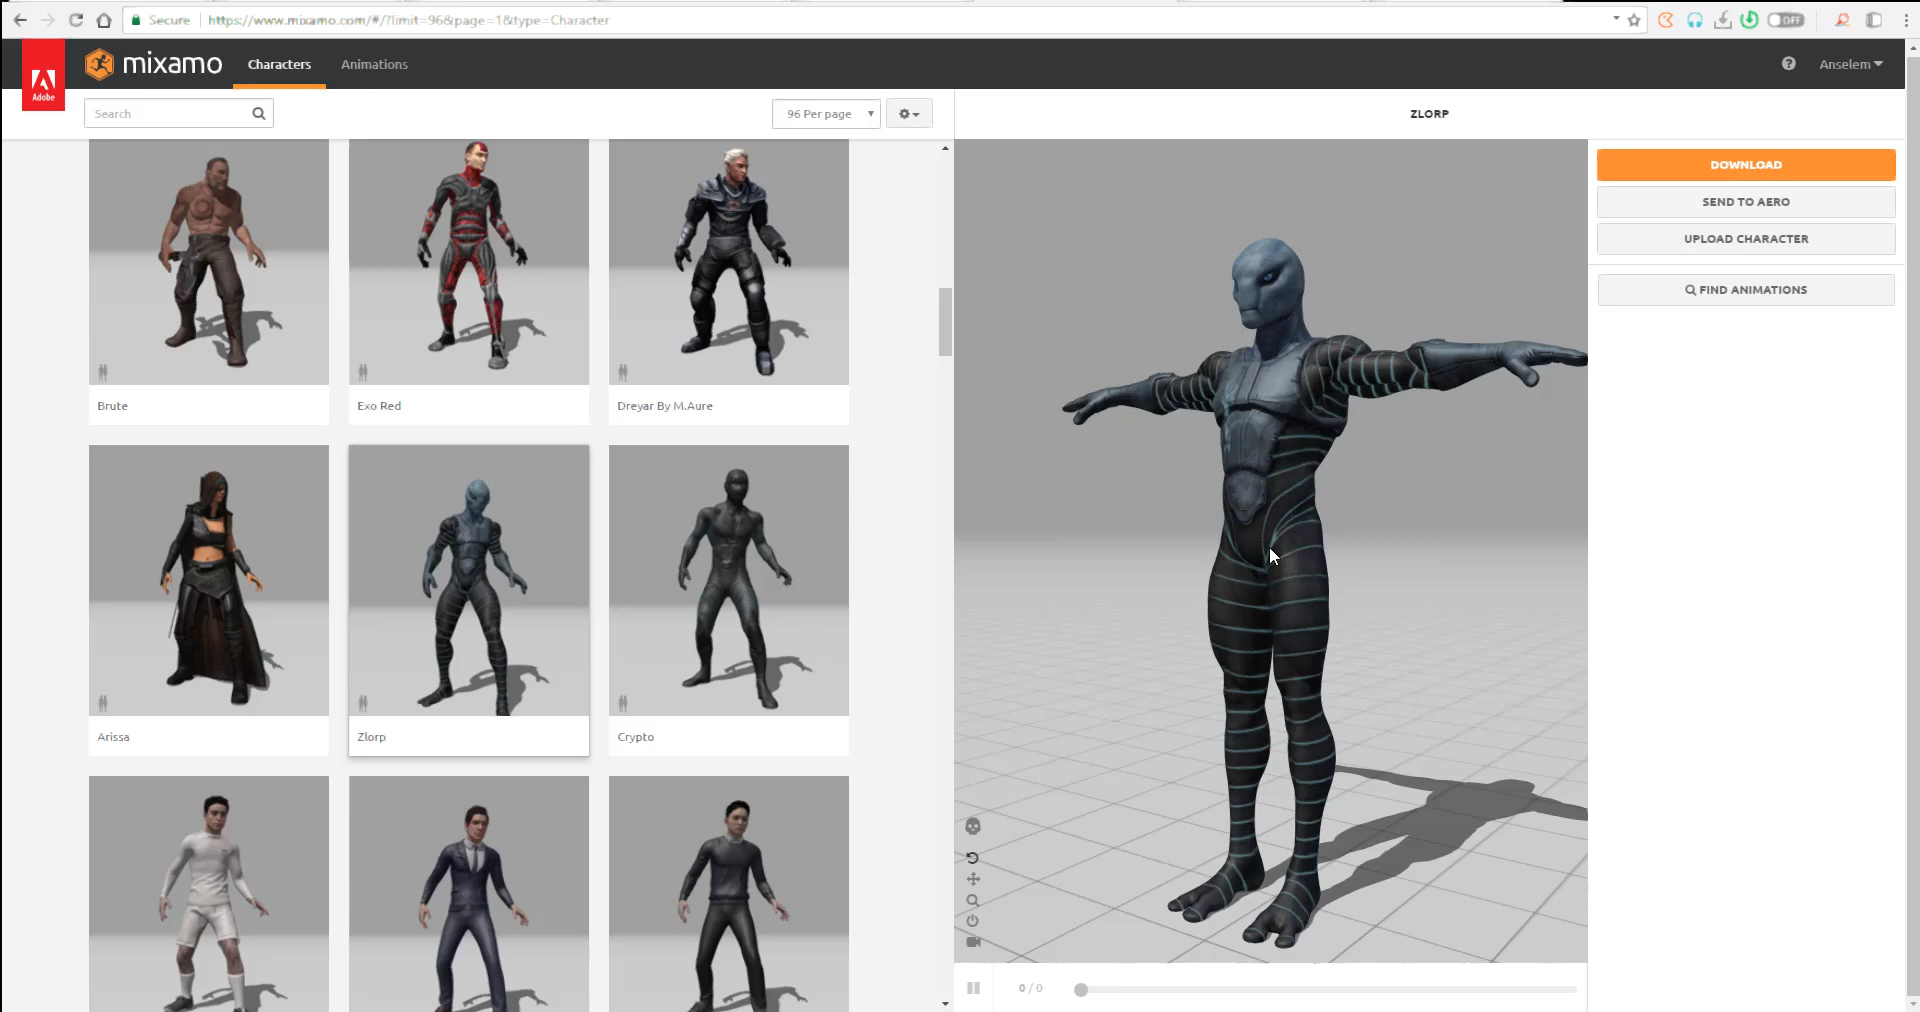 Secure https://www.mixamo.com/#/?limit=96&page=1&type=Character
OFF
Adobe
mixamo
Characters
Animations
Anselem
Search
96 Per page
ZLORP
DOWNLOAD
SEND TO AERO
UPLOAD CHARACTER
FIND ANIMATIONS
Brute
Exo Red
Dreyar By M.Aure
Arissa
Zlorp
Crypto
0 / 0